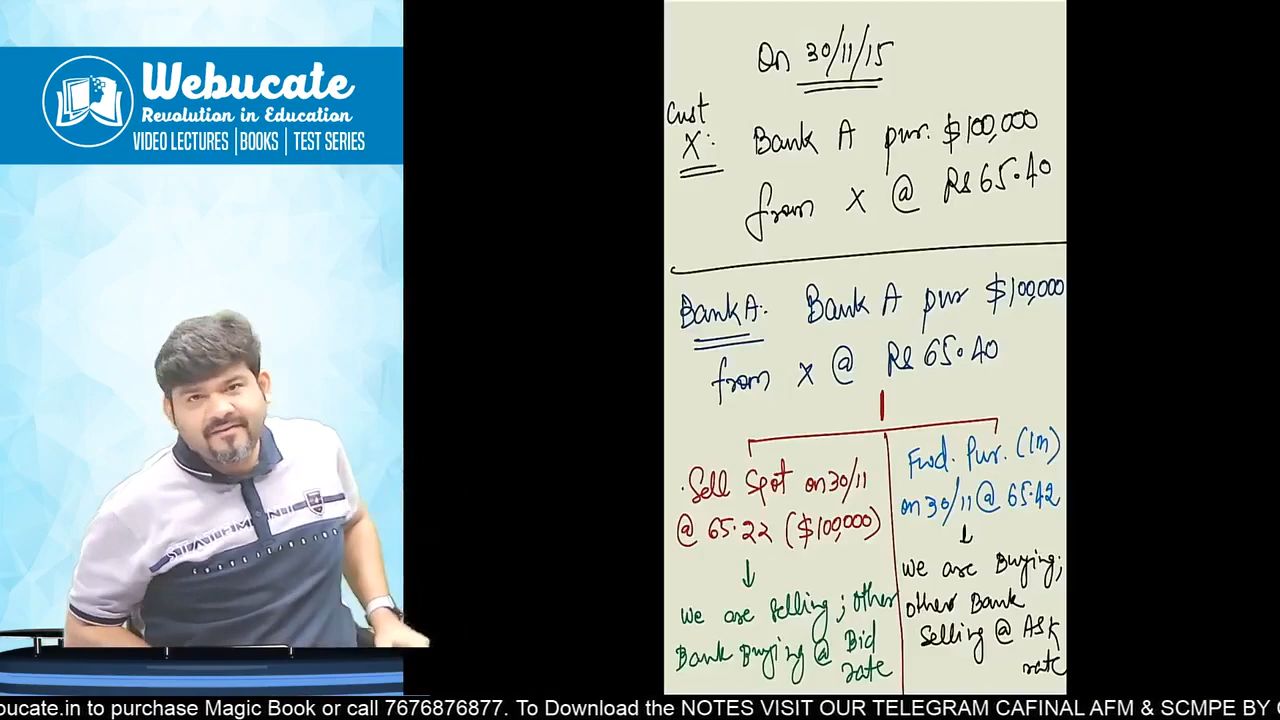 Webucate
Revolution in Education
VIDEO LECTURES | BOOKS | TEST SERIES
On 30/11/15
Cust
X: Bank A pur. $100,000
from X @ Rs 65.40
Bank A: Bank A pur $100,000
from X @ Rs 65.40
Sell Spot on 30/11
@ 65.22 ($100,000)
We are Selling; Other
Bank Buying @ Bid
rate
Fwd. Pur. (1m)
on 30/11 @ 65.42
We are Buying;
Other Bank
Selling @ ASK
rate
bucate.in to purchase Magic Book or call 7676876877. To Download the NOTES VISIT OUR TELEGRAM CAFINAL AFM & SCMPE BY